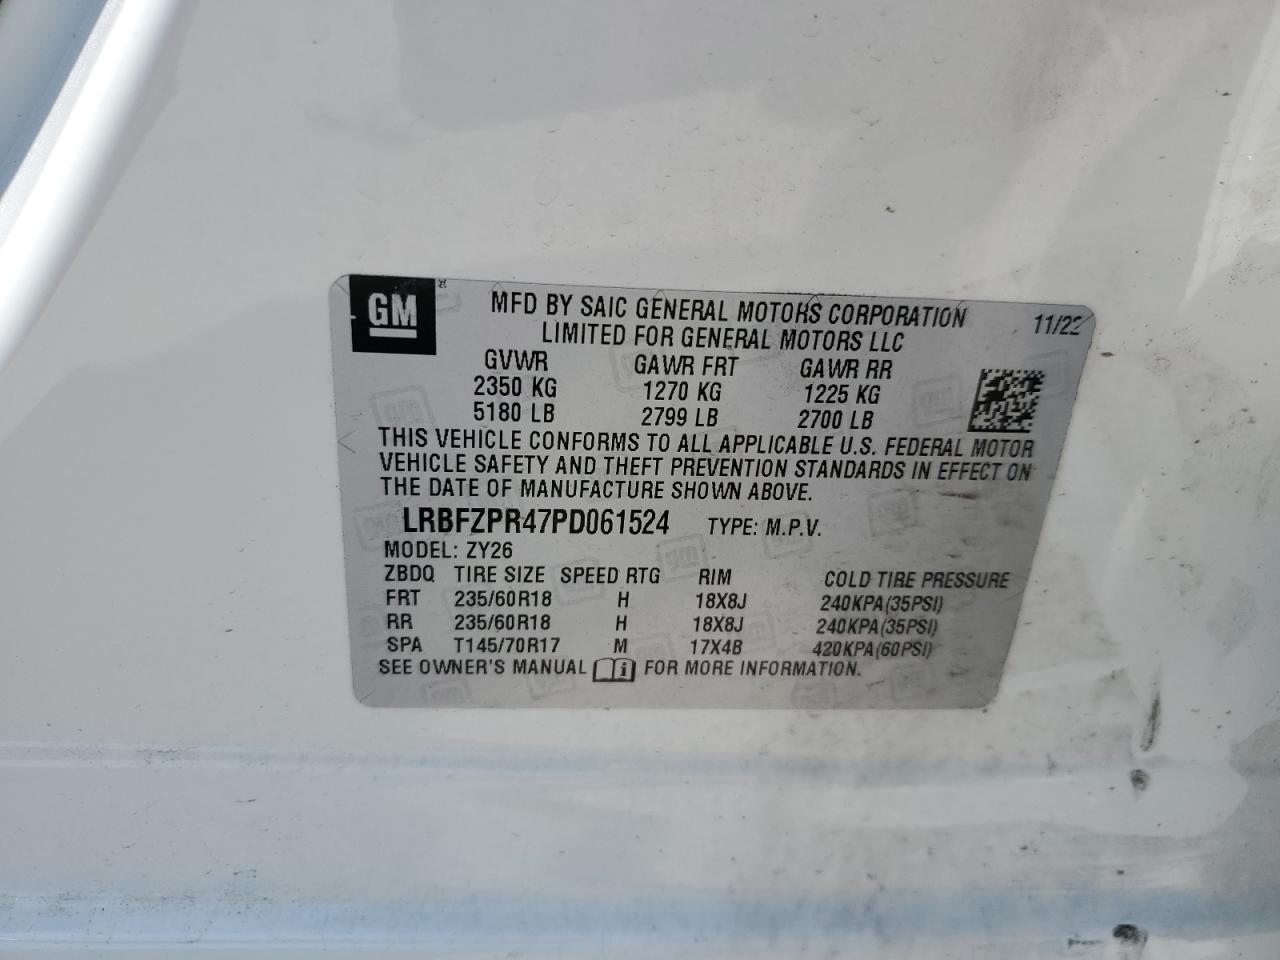 GM
MFD BY SAIC GENERAL MOTORS CORPORATION 11/22
LIMITED FOR GENERAL MOTORS LLC
GVWR GAWR FRT GAWR RR
2350 KG 1270 KG 1225 KG
5180 LB 2799 LB 2700 LB
THIS VEHICLE CONFORMS TO ALL APPLICABLE U.S. FEDERAL MOTOR
VEHICLE SAFETY AND THEFT PREVENTION STANDARDS IN EFFECT ON
THE DATE OF MANUFACTURE SHOWN ABOVE.
LRBFZPR47PD061524 TYPE: M.P.V.
MODEL: ZY26
ZBDQ TIRE SIZE SPEED RTG RIM COLD TIRE PRESSURE
FRT 235/60R18 H 18X8J 240KPA(35PSI)
RR 235/60R18 H 18X8J 240KPA(35PSI)
SPA T145/70R17 M 17X4B 420KPA(60PSI)
SEE OWNER'S MANUAL i FOR MORE INFORMATION.